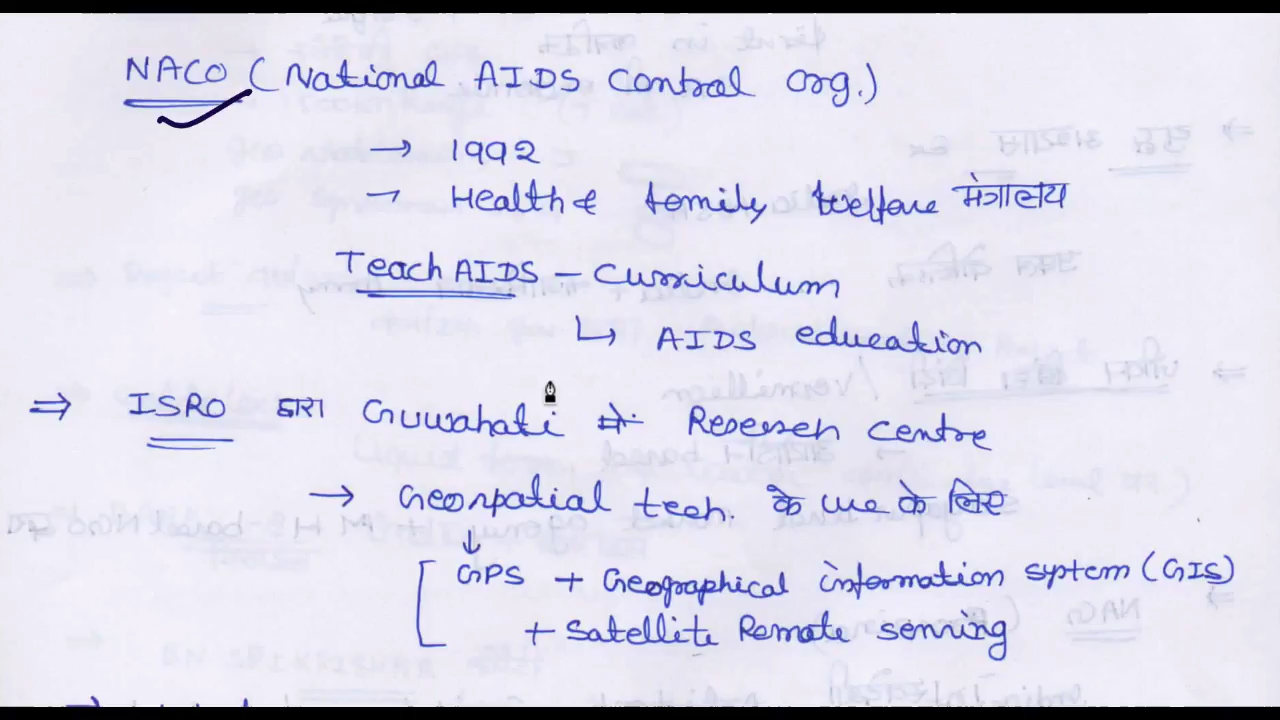 NACO (National AIDS Control Org.)
→ 1992
→ Health & family Welfare मंत्रालय
Teach AIDS - Curriculum
↳ AIDS education
⇒ ISRO द्वारा Guwahati में Reserch centre
→ Geospatial tech. के use के लिए
↓
GPS + Geographical information system (GIS)
+ Satellite Remote sensing